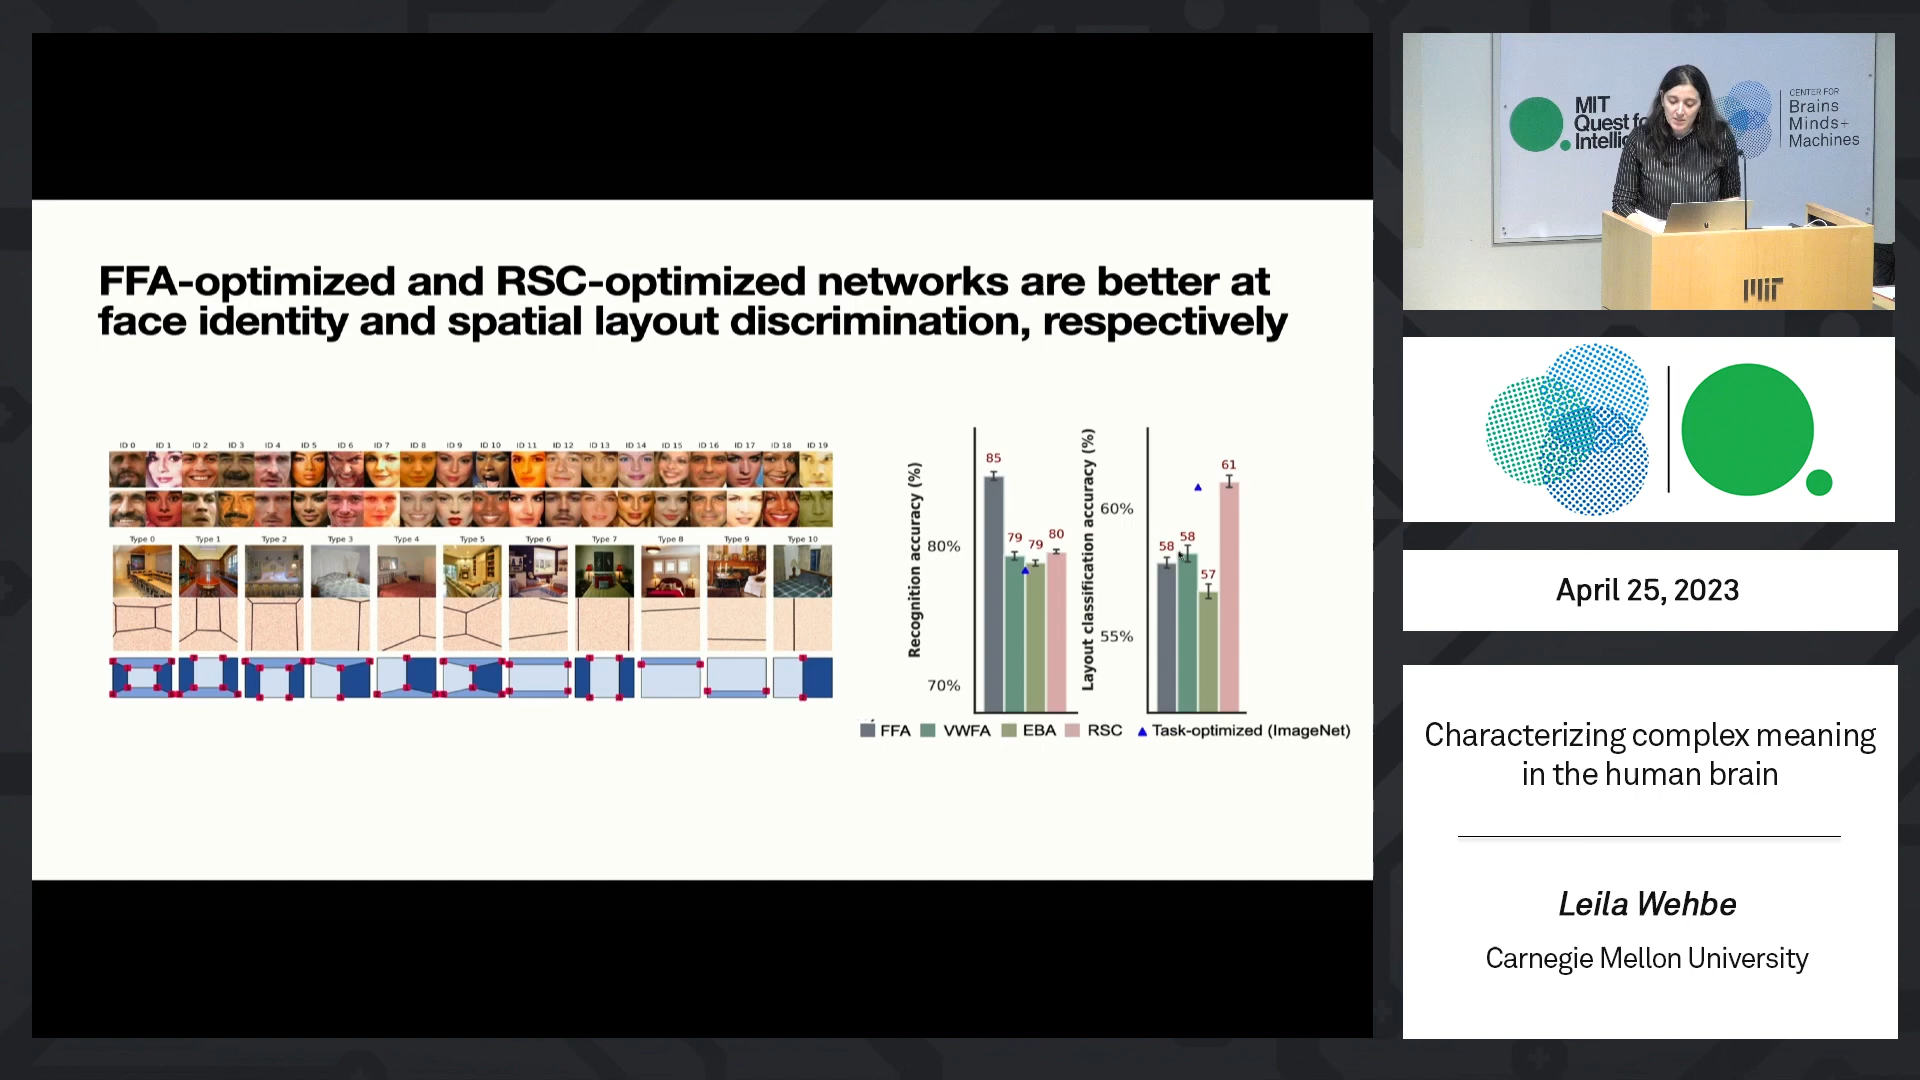 FFA-optimized and RSC-optimized networks are better at
face identity and spatial layout discrimination, respectively
ID 0 ID 1 ID 2 ID 3 ID 4 ID 5 ID 6 ID 7 ID 8 ID 9 ID 10 ID 11 ID 12 ID 13 ID 14 ID 15 ID 16 ID 17 ID 18 ID 19
Type 0 Type 1 Type 2 Type 3 Type 4 Type 5 Type 6 Type 7 Type 8 Type 9 Type 10
Recognition accuracy (%)
80%
70%
85
79
79
80
Layout classification accuracy (%)
60%
55%
58
58
57
61
FFA VWFA EBA RSC Task-optimized (ImageNet)
MIT
Quest fo
Intellig
CENTER FOR
Brains
Minds+
Machines
MIT
April 25, 2023
Characterizing complex meaning
in the human brain
Leila Wehbe
Carnegie Mellon University